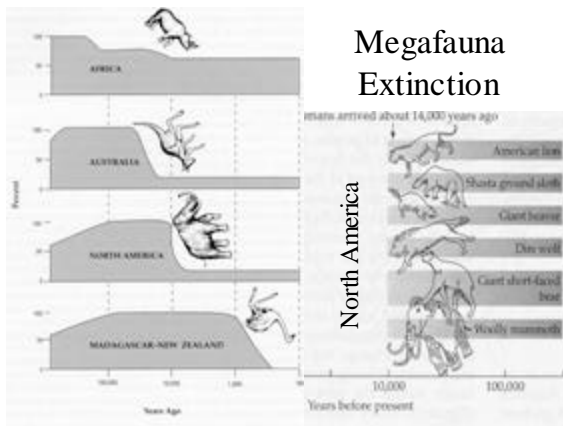 Megafauna
Extinction
mans arrived about 14,000 years ago
AFRICA
AUSTRALIA
NORTH AMERICA
MADAGASCAR-NEW ZEALAND
Percent
Years Ago
North America
American lion
Shasta ground sloth
Giant beaver
Dire wolf
Giant short-faced
bear
Woolly mammoth
10,000
100,000
Years before present